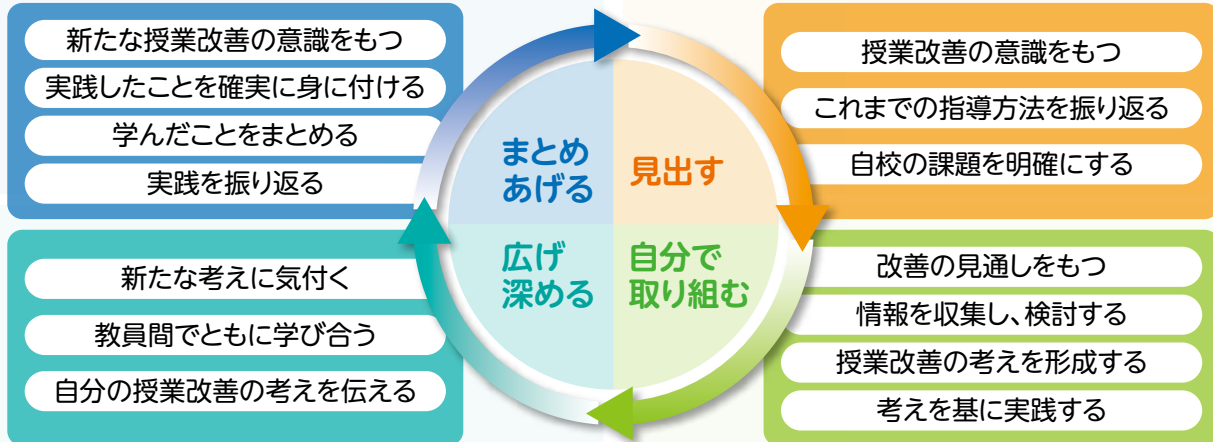 新たな授業改善の意識をもつ
実践したことを確実に身に付ける
学んだことをまとめる
実践を振り返る
まとめ
あげる
見出す
授業改善の意識をもつ
これまでの指導方法を振り返る
自校の課題を明確にする
新たな考えに気付く
教員間でともに学び合う
自分の授業改善の考えを伝える
広げ
深める
自分で
取り組む
改善の見通しをもつ
情報を収集し、検討する
授業改善の考えを形成する
考えを基に実践する